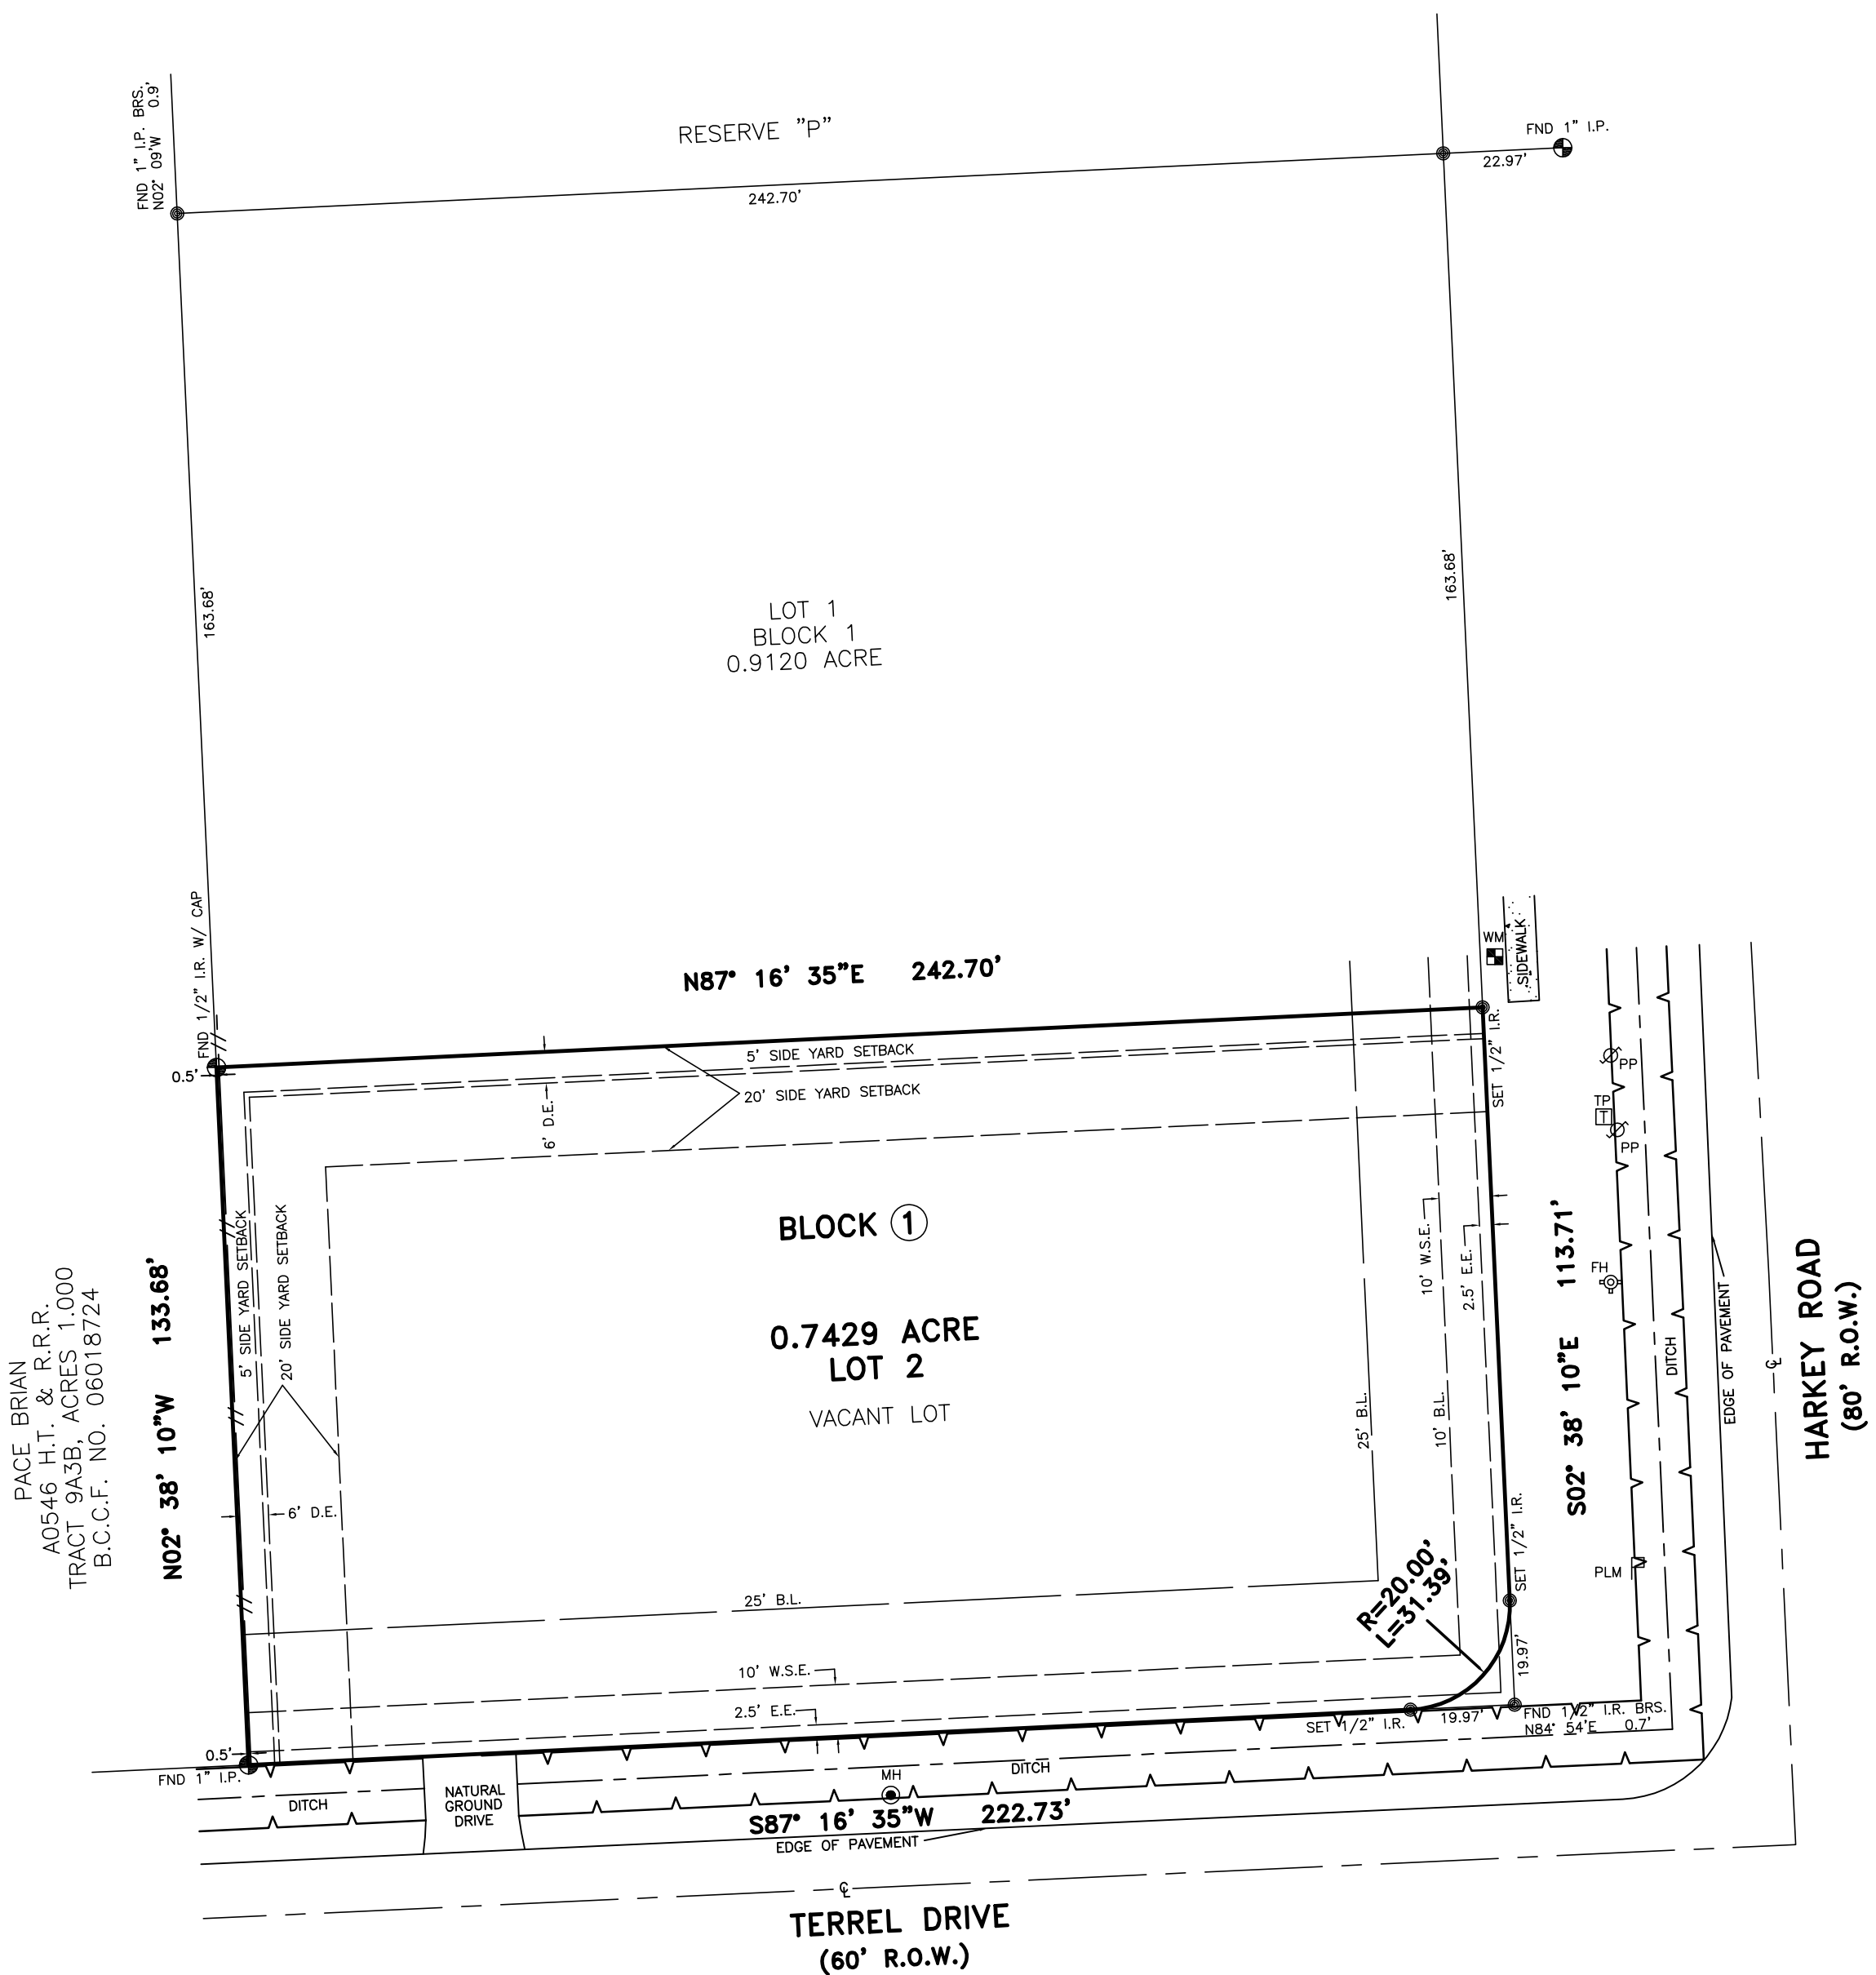 FND 1" I.P. BRS.
N02° 09'W 0.9'
RESERVE "P"
FND 1" I.P.
22.97'
242.70'
163.68'
163.68'
LOT 1
BLOCK 1
0.9120 ACRE
FND 1/2" I.R. W/ CAP
N87° 16' 35"E 242.70'
WM
SIDEWALK
SET 1/2" I.R.
0.5'
5' SIDE YARD SETBACK
20' SIDE YARD SETBACK
6' D.E.
PP
TP
T
PP
BLOCK 1
0.7429 ACRE
LOT 2
VACANT LOT
5' SIDE YARD SETBACK
20' SIDE YARD SETBACK
6' D.E.
10' W.S.E.
2.5' E.E.
25' B.L.
10' B.L.
FH
S02° 38' 10"E 113.71'
DITCH
EDGE OF PAVEMENT
℄
HARKEY ROAD
(80' R.O.W.)
PACE BRIAN
A0546 H.T. & R.R.R.
TRACT 9A3B, ACRES 1.000
B.C.C.F. NO. 06018724
N02° 38' 10"W 133.68'
SET 1/2" I.R.
PLM
R=20.00'
L=31.39'
25' B.L.
10' W.S.E.
2.5' E.E.
19.97'
19.97'
SET 1/2" I.R.
FND 1/2" I.R. BRS.
N84° 54'E 0.7'
0.5'
FND 1" I.P.
DITCH
NATURAL
GROUND
DRIVE
MH
DITCH
S87° 16' 35"W 222.73'
EDGE OF PAVEMENT
℄
TERREL DRIVE
(60' R.O.W.)